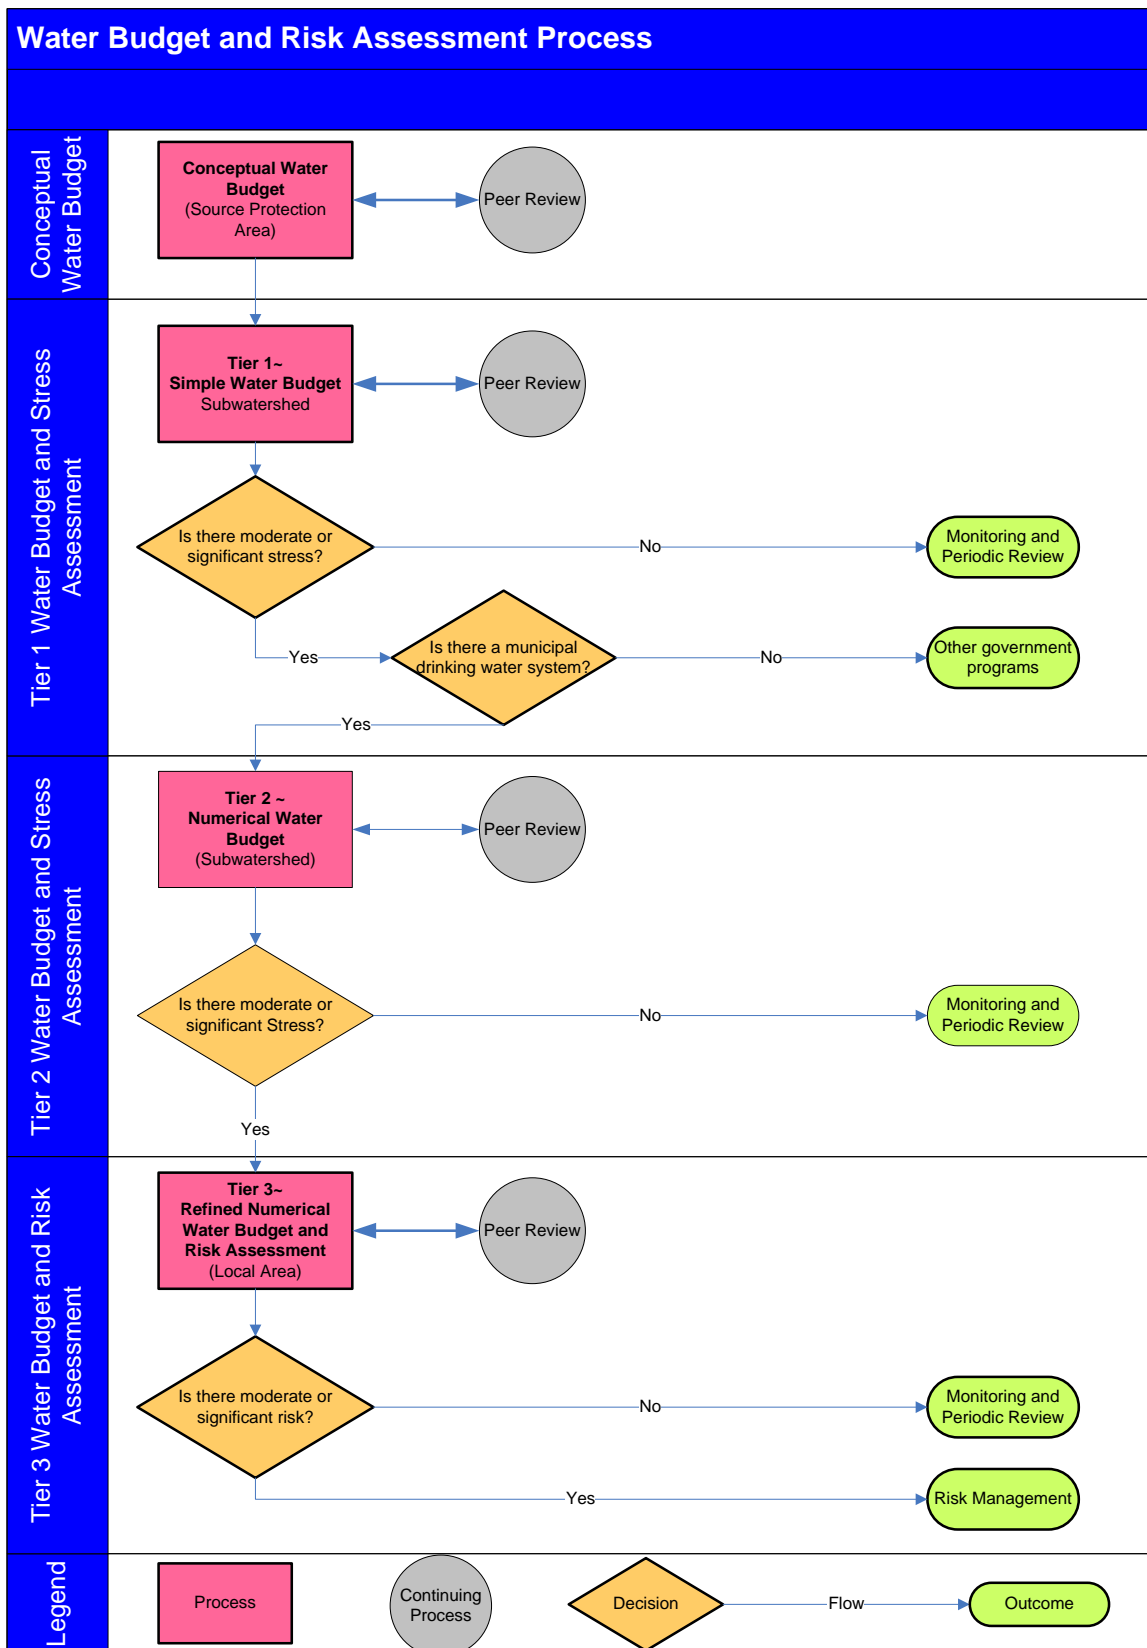 Water Budget and Risk Assessment Process
Conceptual
Water Budget
Conceptual Water
Budget
(Source Protection
Area)
Peer Review
Tier 1 Water Budget and Stress
Assessment
Tier 1~
Simple Water Budget
Subwatershed
Peer Review
Is there moderate or
significant stress?
No
Monitoring and
Periodic Review
Yes
Is there a municipal
drinking water system?
No
Other government
programs
Yes
Tier 2 Water Budget and Stress
Assessment
Tier 2 ~
Numerical Water
Budget
(Subwatershed)
Peer Review
Is there moderate or
significant Stress?
No
Monitoring and
Periodic Review
Yes
Tier 3 Water Budget and Risk
Assessment
Tier 3~
Refined Numerical
Water Budget and
Risk Assessment
(Local Area)
Peer Review
Is there moderate or
significant risk?
No
Monitoring and
Periodic Review
Yes
Risk Management
Legend
Process
Continuing
Process
Decision
Flow
Outcome